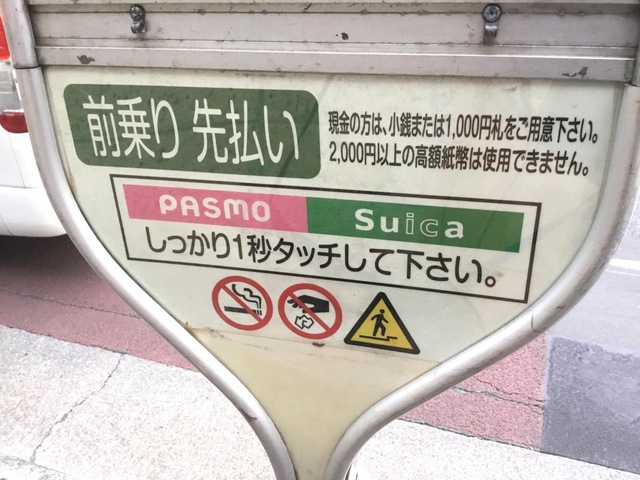 前乗り 先払い
現金の方は、小銭または1,000円札をご用意下さい。
2,000円以上の高額紙幣は使用できません。
PASMO Suica
しっかり1秒タッチして下さい。